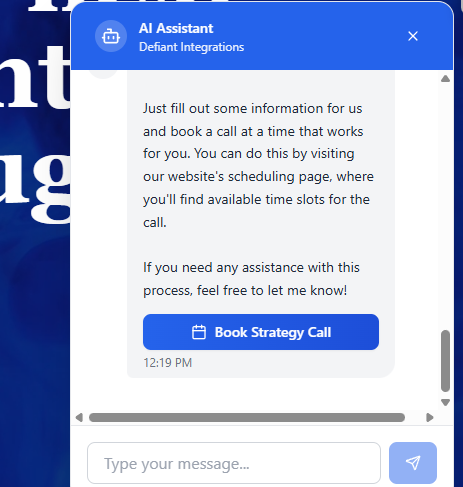 AI Assistant
Defiant Integrations
nt
ug
Just fill out some information for us
and book a call at a time that works
for you. You can do this by visiting
our website's scheduling page, where
you'll find available time slots for the
call.
If you need any assistance with this
process, feel free to let me know!
Book Strategy Call
12:19 PM
Type your message...